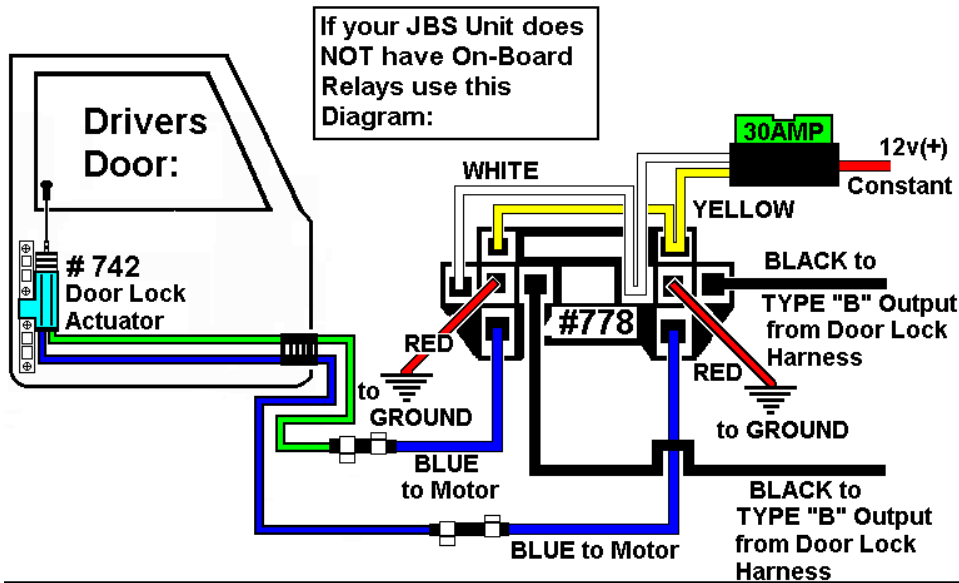 If your JBS Unit does
NOT have On-Board
Relays use this
Diagram:
Drivers
Door:
30AMP
12v(+)
Constant
WHITE
YELLOW
# 742
Door Lock
Actuator
BLACK to
TYPE "B" Output
from Door Lock
Harness
#778
RED
to
GROUND
RED
to GROUND
BLUE
to Motor
BLUE to Motor
BLACK to
TYPE "B" Output
from Door Lock
Harness